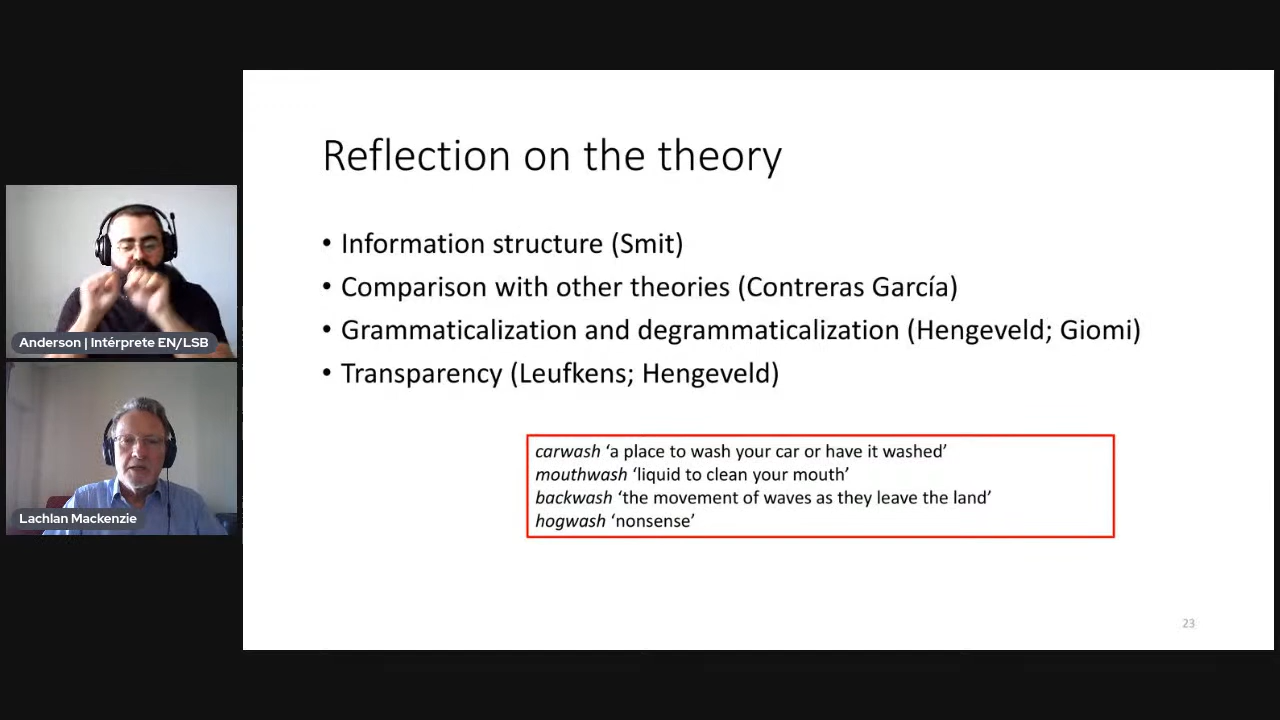 Reflection on the theory
• Information structure (Smit)
• Comparison with other theories (Contreras García)
• Grammaticalization and degrammaticalization (Hengeveld; Giomi)
• Transparency (Leufkens; Hengeveld)
carwash ‘a place to wash your car or have it washed’
mouthwash ‘liquid to clean your mouth’
backwash ‘the movement of waves as they leave the land’
hogwash ‘nonsense’
23
Anderson | Intérprete EN/LSB
Lachlan Mackenzie